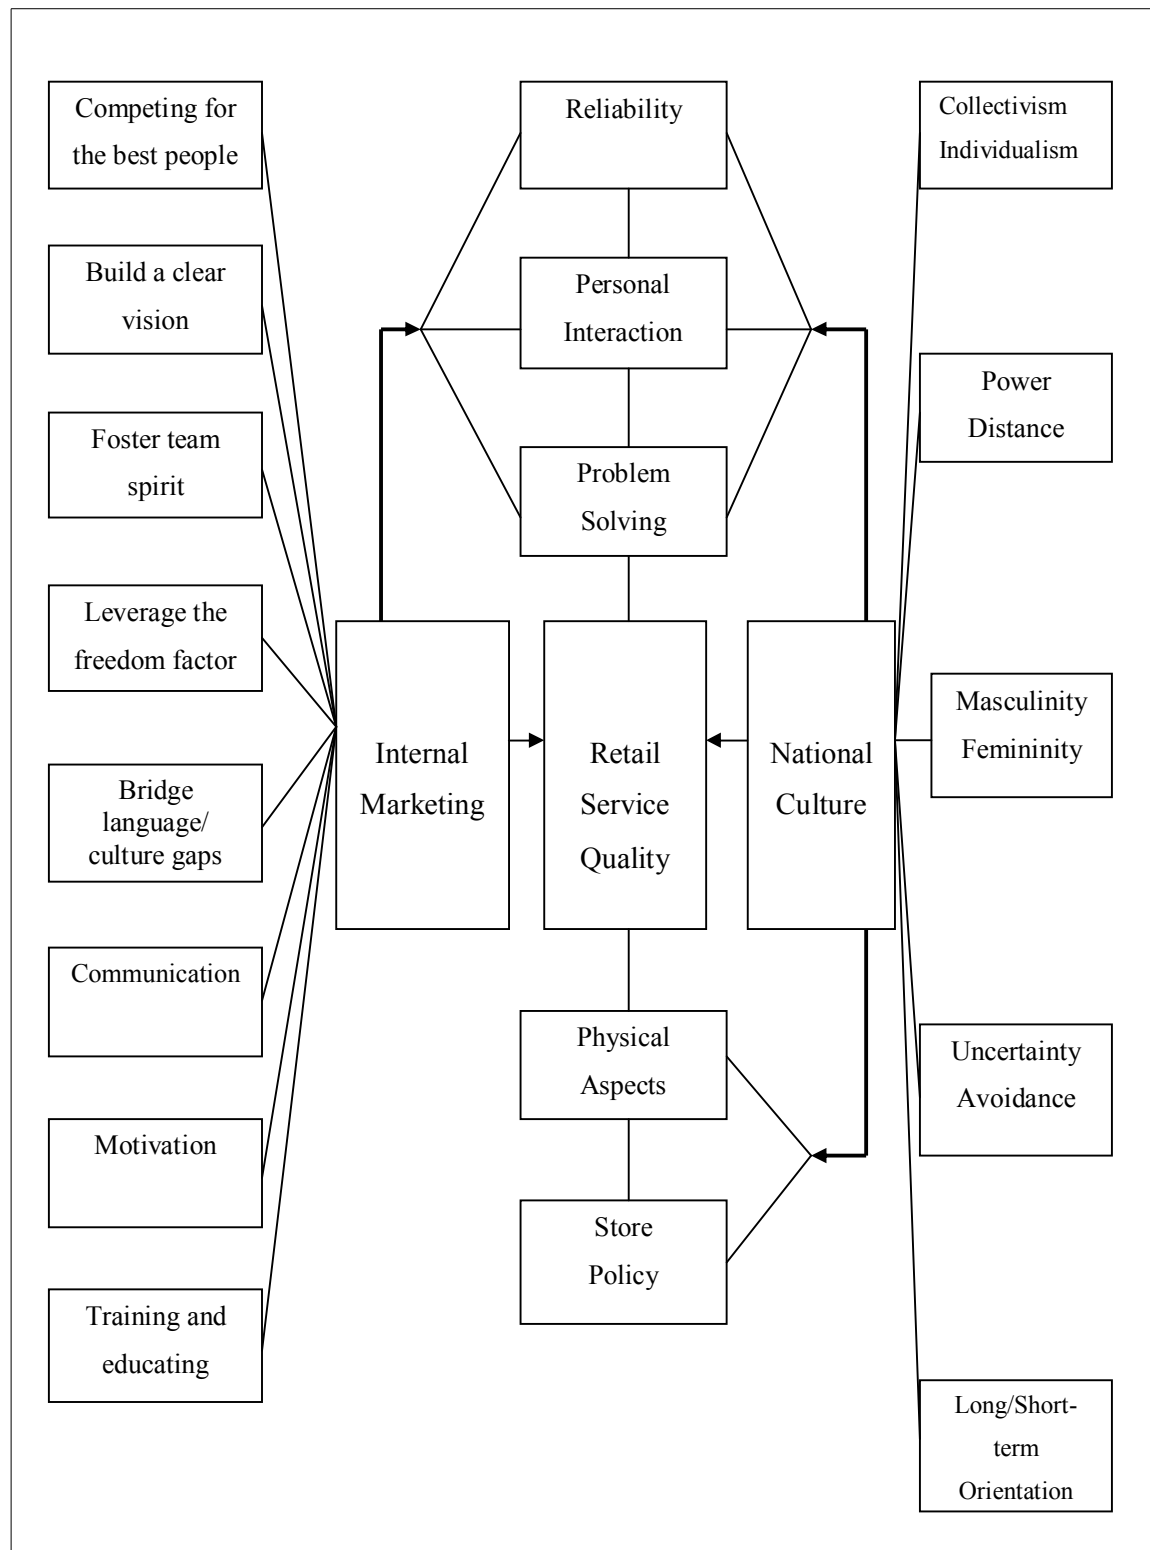 Competing for
the best people
Build a clear
vision
Foster team
spirit
Leverage the
freedom factor
Bridge
language/
culture gaps
Communication
Motivation
Training and
educating
Internal
Marketing
Reliability
Personal
Interaction
Problem
Solving
Retail
Service
Quality
Physical
Aspects
Store
Policy
National
Culture
Collectivism
Individualism
Power
Distance
Masculinity
Femininity
Uncertainty
Avoidance
Long/Short-
term
Orientation